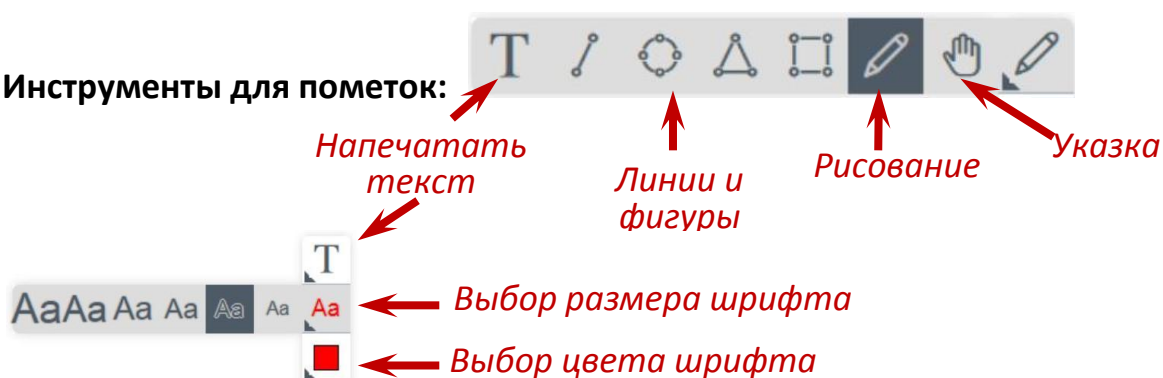 T
Инструменты для пометок:
Напечатать
текст
Линии и
фигуры
Рисование
Указка
T
AaAa Aa Aa Aa Aa Aa
Выбор размера шрифта
Выбор цвета шрифта